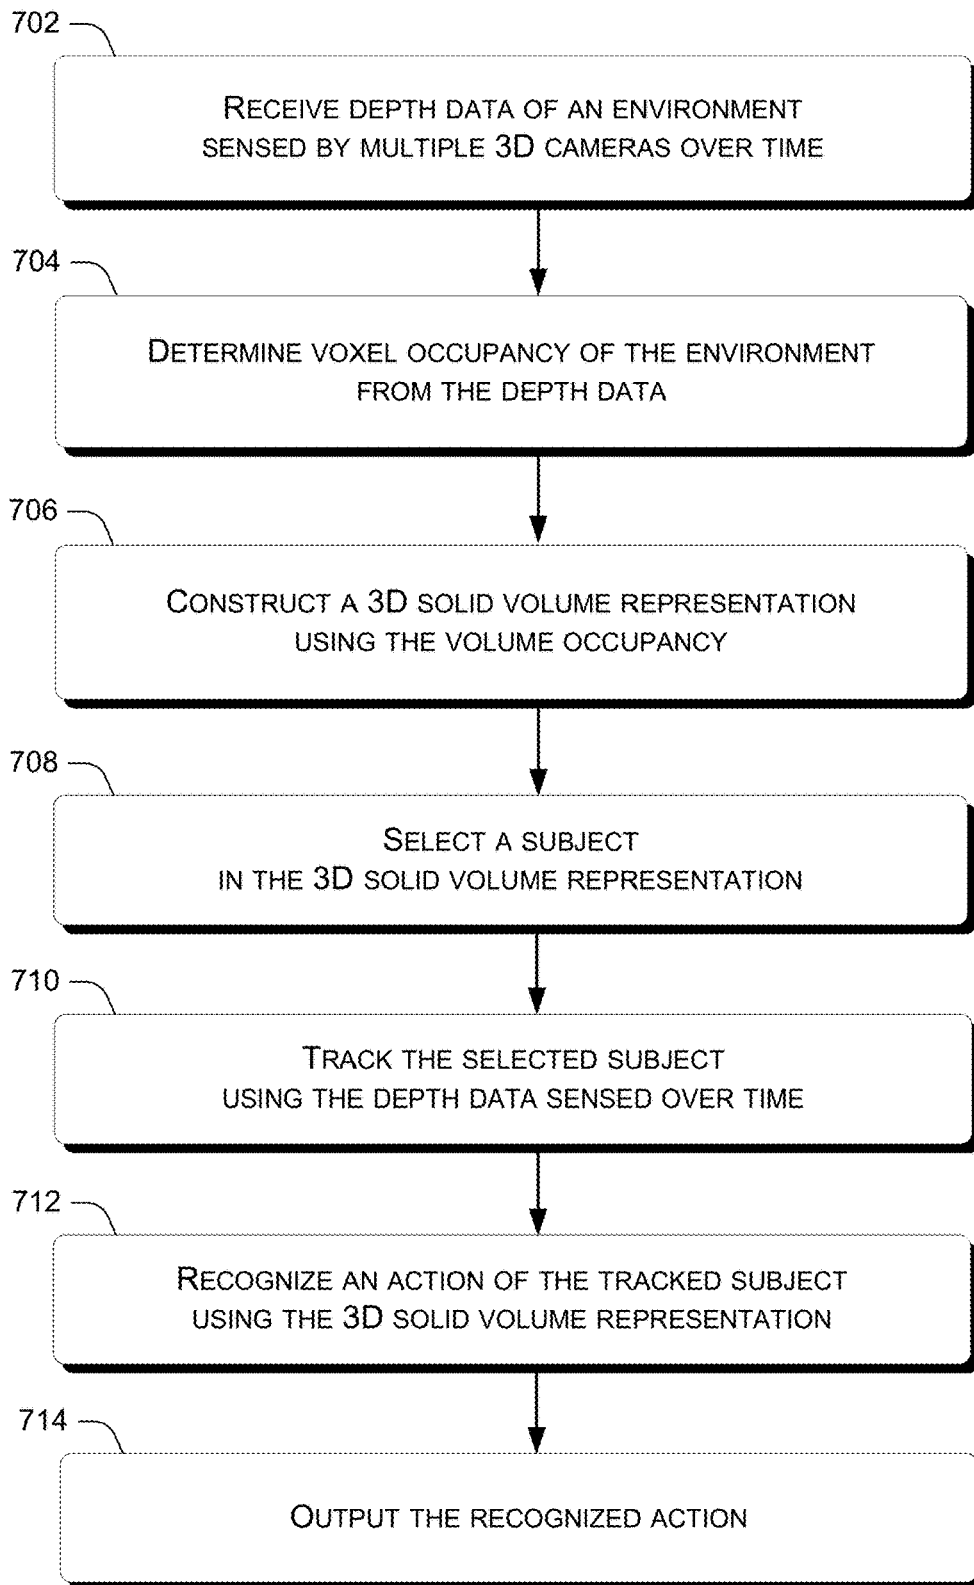 702
RECEIVE DEPTH DATA OF AN ENVIRONMENT
SENSED BY MULTIPLE 3D CAMERAS OVER TIME
704
DETERMINE VOXEL OCCUPANCY OF THE ENVIRONMENT
FROM THE DEPTH DATA
706
CONSTRUCT A 3D SOLID VOLUME REPRESENTATION
USING THE VOLUME OCCUPANCY
708
SELECT A SUBJECT
IN THE 3D SOLID VOLUME REPRESENTATION
710
TRACK THE SELECTED SUBJECT
USING THE DEPTH DATA SENSED OVER TIME
712
RECOGNIZE AN ACTION OF THE TRACKED SUBJECT
USING THE 3D SOLID VOLUME REPRESENTATION
714
OUTPUT THE RECOGNIZED ACTION